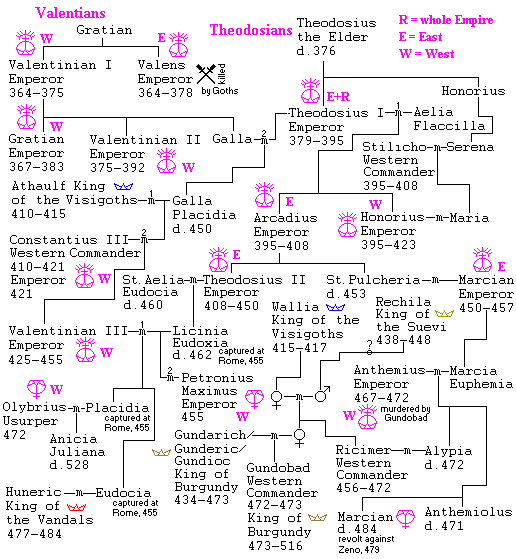 Valentians
Gratian
W
E
Theodosians
Theodosius
the Elder
d.376
R = whole Empire
E = East
W = West
Valentinian I
Emperor
364-375
Valens
Emperor
364-378
killed
by Goths
E+R
Honorius
Gratian
Emperor
367-383
W
Valentinian II
Emperor
375-392
W
Galla
2
m
Theodosius I
Emperor
379-395
1
m
Aelia
Flaccilla
Stilicho-m-Serena
Western
Commander
395-408
Athaulf King
of the Visigoths
410-415
1
m
Galla
Placidia
d.450
E
Arcadius
Emperor
395-408
W
Honorius-m-Maria
Emperor
395-423
Constantius III
Western Commander
410-421
Emperor
421
2
m
W
E
E
St.Aelia-m-Theodosius II
Eudocia
d.460
Emperor
408-450
St.Pulcheria-m-Marcian
d.453
Emperor
450-457
Wallia
King of the
Visigoths
415-417
Rechila
King of
the Suevi
438-448
?
Valentinian III
Emperor
425-455
W
1
m
Licinia
Eudoxia
d.462
captured at
Rome, 455
2
m
Petronius
Maximus
Emperor
455
W
Anthemius-m-Marcia
Emperor
467-472
Euphemia
W
murdered by
Gundobad
W
Olybrius-m-Placidia
Usurper
472
captured at
Rome, 455
Anicia
Juliana
d.528
♀-m-♂
Gundarich/
Gunderic/
Gundioc
King of
Burgundy
434-473
m
♀
Gundobad
Western
Commander
472-473
King of
Burgundy
473-516
Ricimer-m-Alypia
Western
Commander
456-472
d.472
Huneric-m-Eudocia
King of
the Vandals
477-484
captured at
Rome, 455
Marcian
d.484
revolt against
Zeno, 479
Anthemiolus
d.471